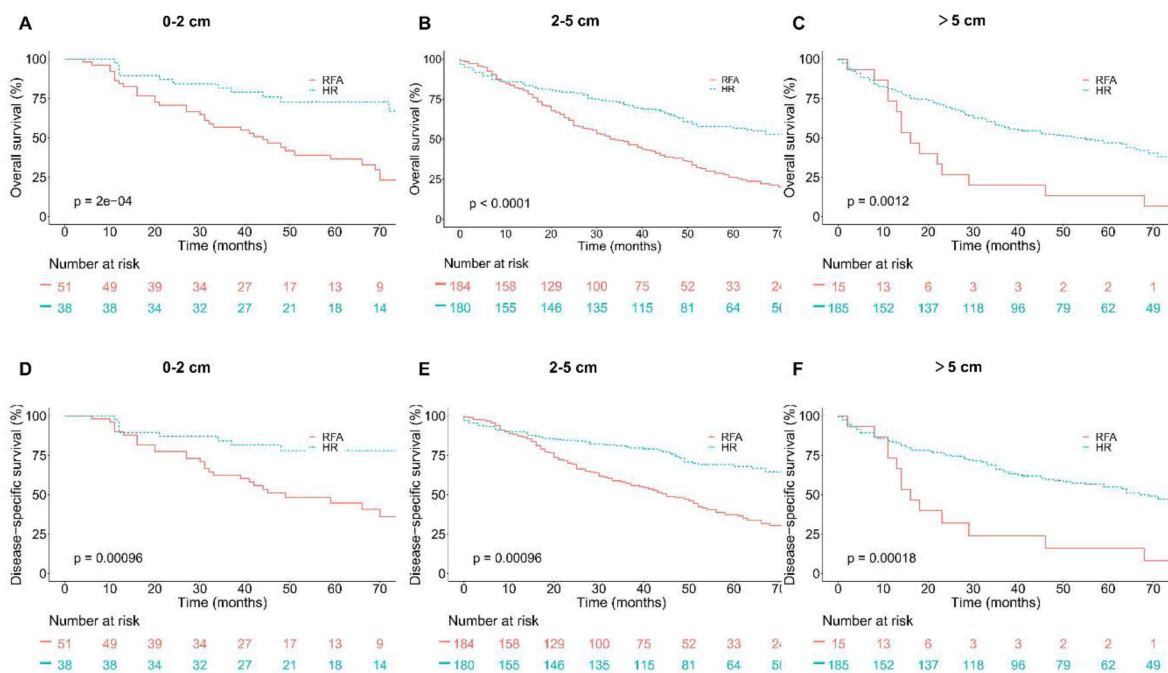 A
0-2 cm
Overall survival (%)
100
75
50
25
0
RFA
HR
p = 2e−04
0 10 20 30 40 50 60 70
Time (months)
Number at risk
51 49 39 34 27 17 13 9
38 38 34 32 27 21 18 14
B
2-5 cm
Overall survival (%)
100
75
50
25
0
RFA
HR
p < 0.0001
0 10 20 30 40 50 60 70
Time (months)
Number at risk
184 158 129 100 75 52 33 24
180 155 146 135 115 81 64
C
> 5 cm
Overall survival (%)
100
75
50
25
0
RFA
HR
p = 0.0012
0 10 20 30 40 50 60 70
Time (months)
Number at risk
15 13 6 3 3 2 2 1
185 152 137 118 96 79 62 49
D
0-2 cm
Disease−specific survival (%)
100
75
50
25
0
RFA
HR
p = 0.00096
0 10 20 30 40 50 60 70
Time (months)
Number at risk
51 49 39 34 27 17 13 9
38 38 34 32 27 21 18 14
E
2-5 cm
Disease−specific survival (%)
100
75
50
25
0
RFA
HR
p = 0.00096
0 10 20 30 40 50 60 70
Time (months)
Number at risk
184 158 129 100 75 52 33 24
180 155 146 135 115 81 64
F
> 5 cm
Disease−specific survival (%)
100
75
50
25
0
RFA
HR
p = 0.00018
0 10 20 30 40 50 60 70
Time (months)
Number at risk
15 13 6 3 3 2 2 1
185 152 137 118 96 79 62 49